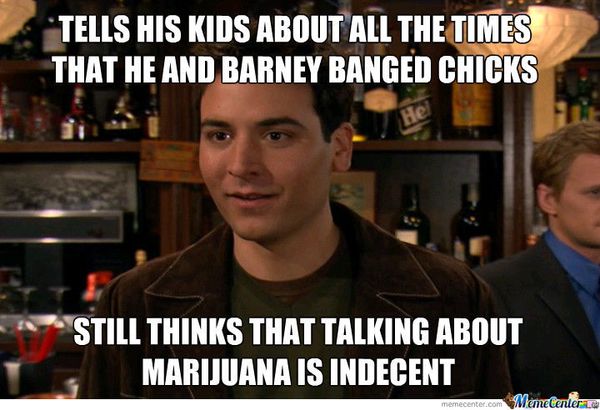 TELLS HIS KIDS ABOUT ALL THE TIMES
THAT HE AND BARNEY BANGED CHICKS
He
STILL THINKS THAT TALKING ABOUT
MARIJUANA IS INDECENT
memecenter.com MemeCenter